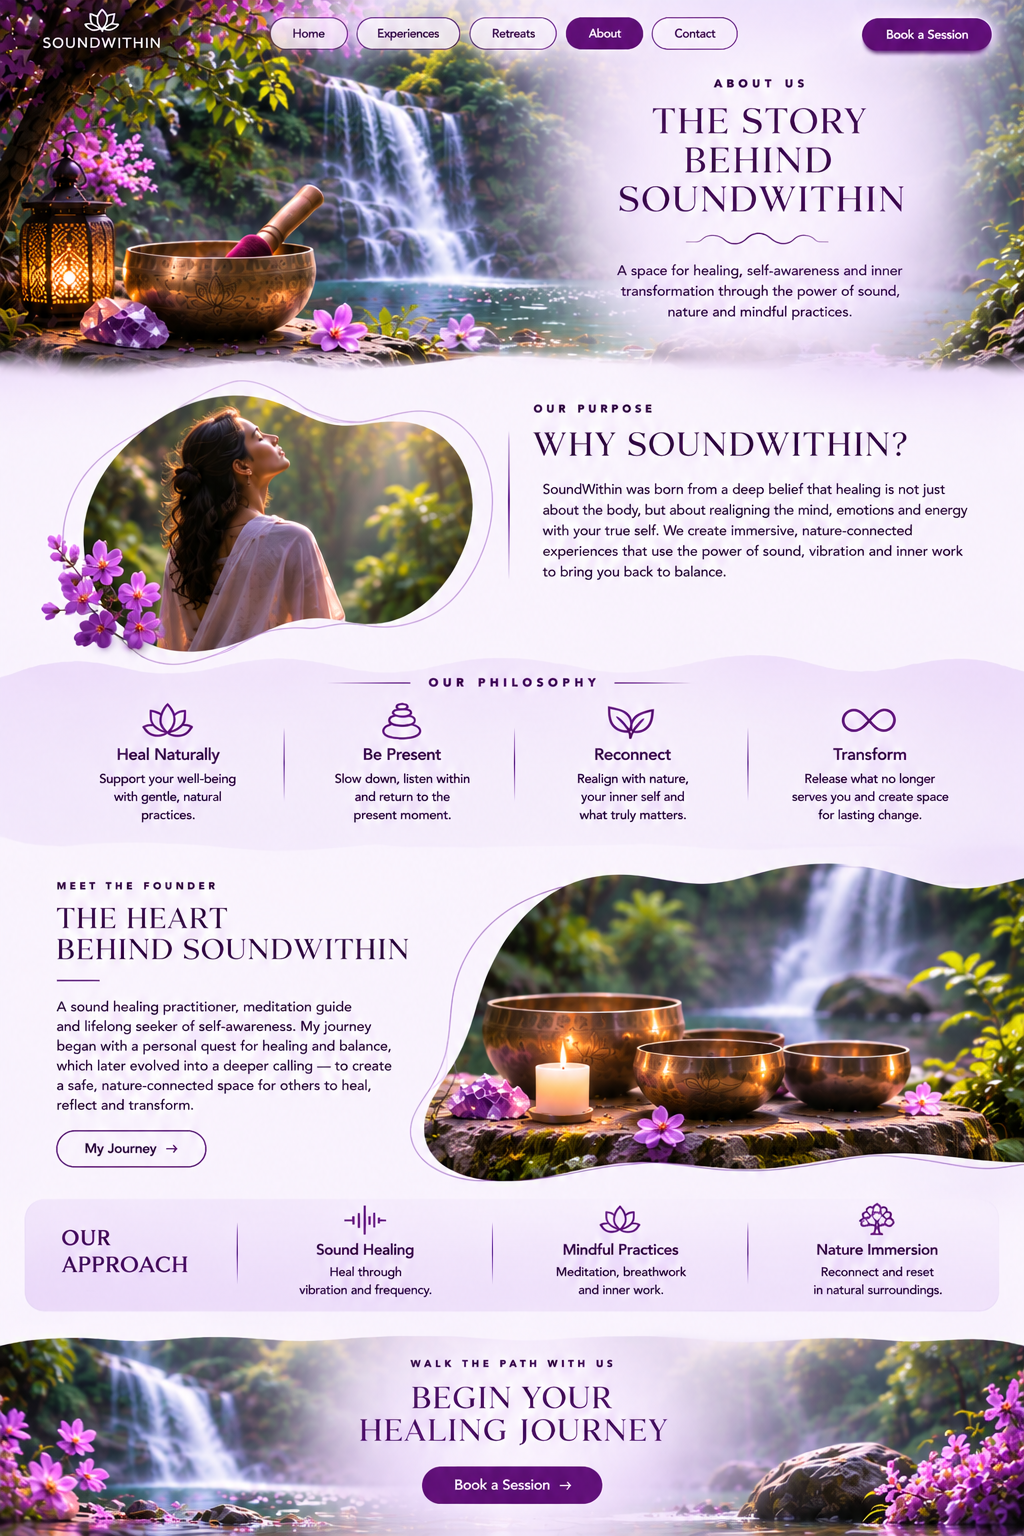 SOUNDWITHIN
Home
Experiences
Retreats
About
Contact
Book a Session
ABOUT US
THE STORY
BEHIND
SOUNDWITHIN
A space for healing, self-awareness and inner
transformation through the power of sound,
nature and mindful practices.
OUR PURPOSE
WHY SOUNDWITHIN?
SoundWithin was born from a deep belief that healing is not just
about the body, but about realigning the mind, emotions and energy
with your true self. We create immersive, nature-connected
experiences that use the power of sound, vibration and inner work
to bring you back to balance.
OUR PHILOSOPHY
Heal Naturally
Support your well-being
with gentle, natural
practices.
Be Present
Slow down, listen within
and return to the
present moment.
Reconnect
Realign with nature,
your inner self and
what truly matters.
Transform
Release what no longer
serves you and create space
for lasting change.
MEET THE FOUNDER
THE HEART
BEHIND SOUNDWITHIN
A sound healing practitioner, meditation guide
and lifelong seeker of self-awareness. My journey
began with a personal quest for healing and balance,
which later evolved into a deeper calling — to create
a safe, nature-connected space for others to heal,
reflect and transform.
My Journey →
OUR
APPROACH
Sound Healing
Heal through
vibration and frequency.
Mindful Practices
Meditation, breathwork
and inner work.
Nature Immersion
Reconnect and reset
in natural surroundings.
WALK THE PATH WITH US
BEGIN YOUR
HEALING JOURNEY
Book a Session →